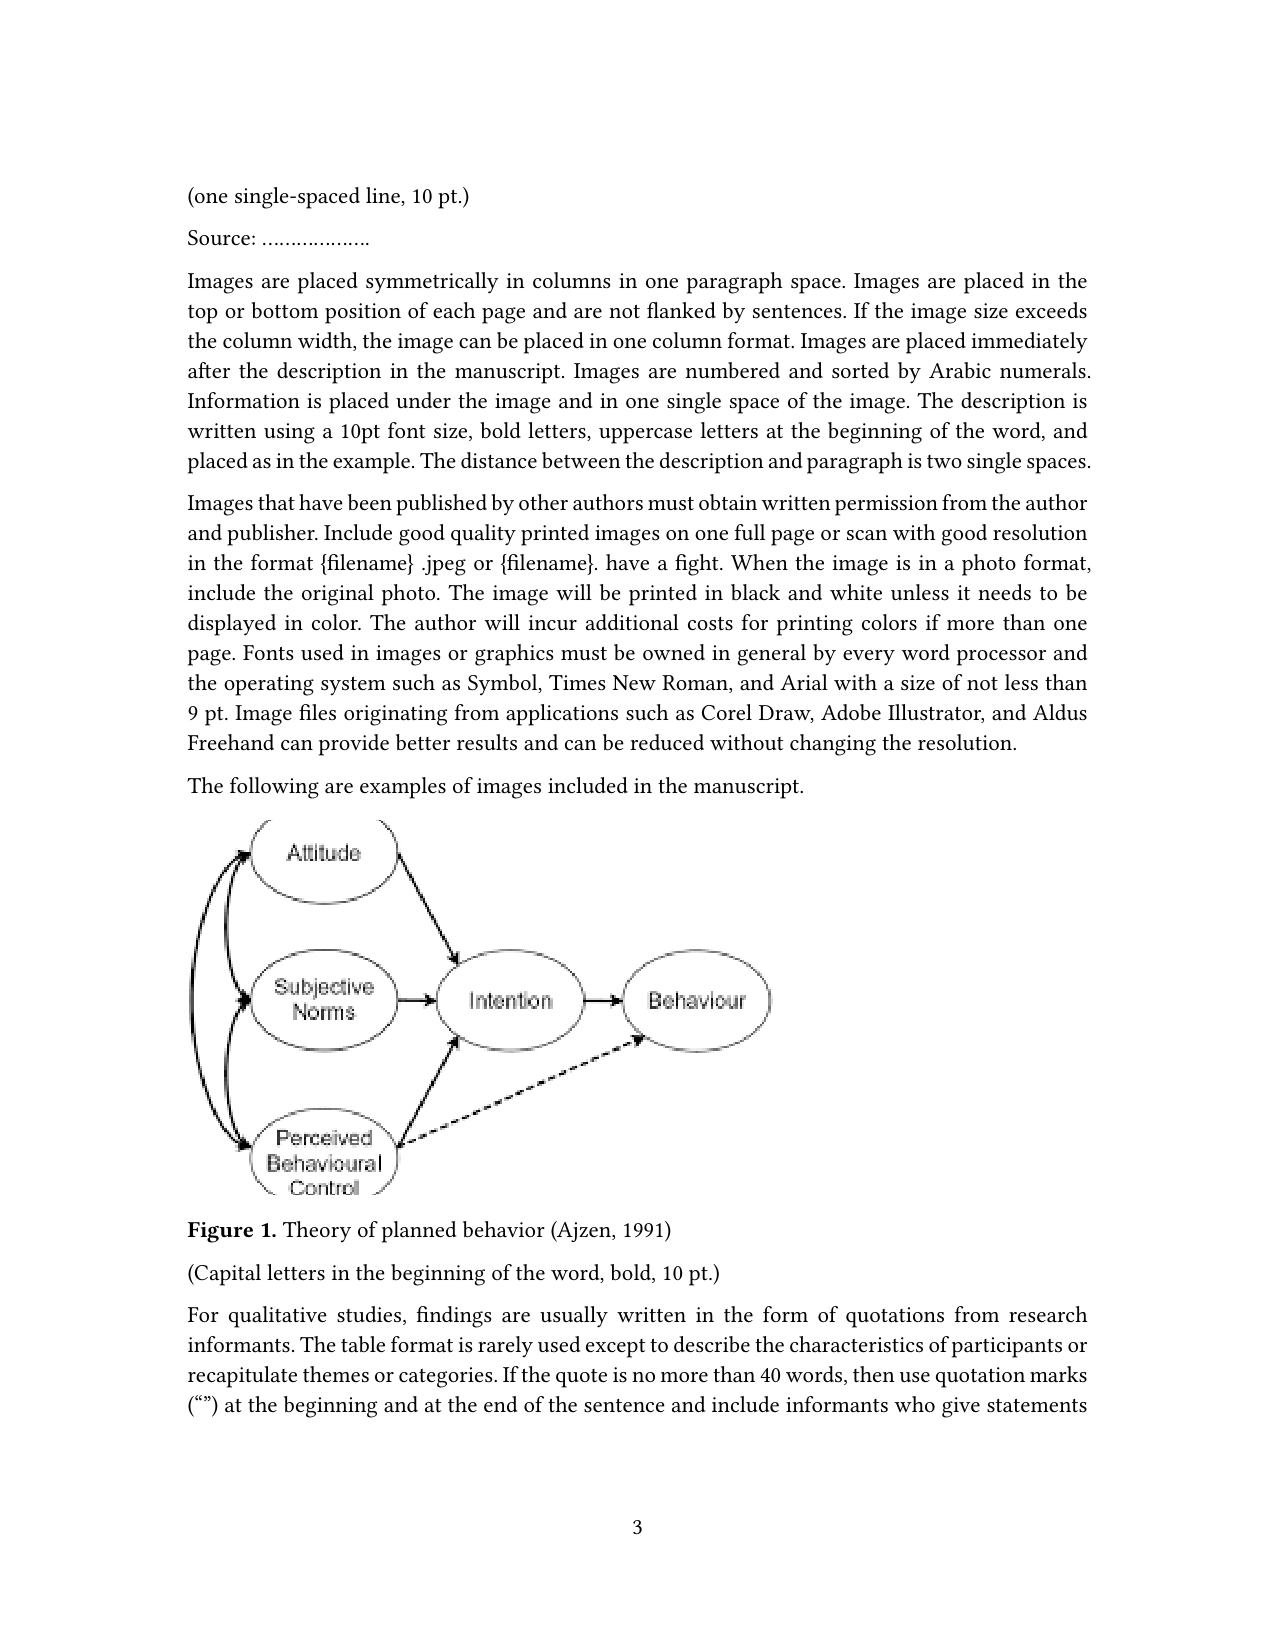 (one single-spaced line, 10 pt.)
Source: ……………….
Images are placed symmetrically in columns in one paragraph space. Images are placed in the
top or bottom position of each page and are not flanked by sentences. If the image size exceeds
the column width, the image can be placed in one column format. Images are placed immediately
after the description in the manuscript. Images are numbered and sorted by Arabic numerals.
Information is placed under the image and in one single space of the image. The description is
written using a 10pt font size, bold letters, uppercase letters at the beginning of the word, and
placed as in the example. The distance between the description and paragraph is two single spaces.
Images that have been published by other authors must obtain written permission from the author
and publisher. Include good quality printed images on one full page or scan with good resolution
in the format {filename} .jpeg or {filename}. have a fight. When the image is in a photo format,
include the original photo. The image will be printed in black and white unless it needs to be
displayed in color. The author will incur additional costs for printing colors if more than one
page. Fonts used in images or graphics must be owned in general by every word processor and
the operating system such as Symbol, Times New Roman, and Arial with a size of not less than
9 pt. Image files originating from applications such as Corel Draw, Adobe Illustrator, and Aldus
Freehand can provide better results and can be reduced without changing the resolution.
The following are examples of images included in the manuscript.
Attitude
Subjective
Norms
Intention
Behaviour
Perceived
Behavioural
Control
Figure 1. Theory of planned behavior (Ajzen, 1991)
(Capital letters in the beginning of the word, bold, 10 pt.)
For qualitative studies, findings are usually written in the form of quotations from research
informants. The table format is rarely used except to describe the characteristics of participants or
recapitulate themes or categories. If the quote is no more than 40 words, then use quotation marks
(“”) at the beginning and at the end of the sentence and include informants who give statements
3